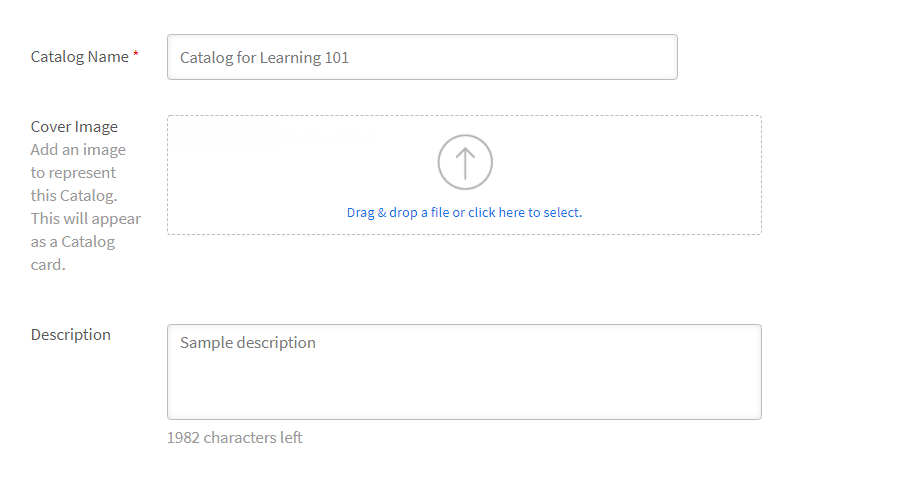 Catalog Name *
Catalog for Learning 101
Cover Image
Add an image
to represent
this Catalog.
This will appear
as a Catalog
card.
Drag & drop a file or click here to select.
Description
Sample description
1982 characters left